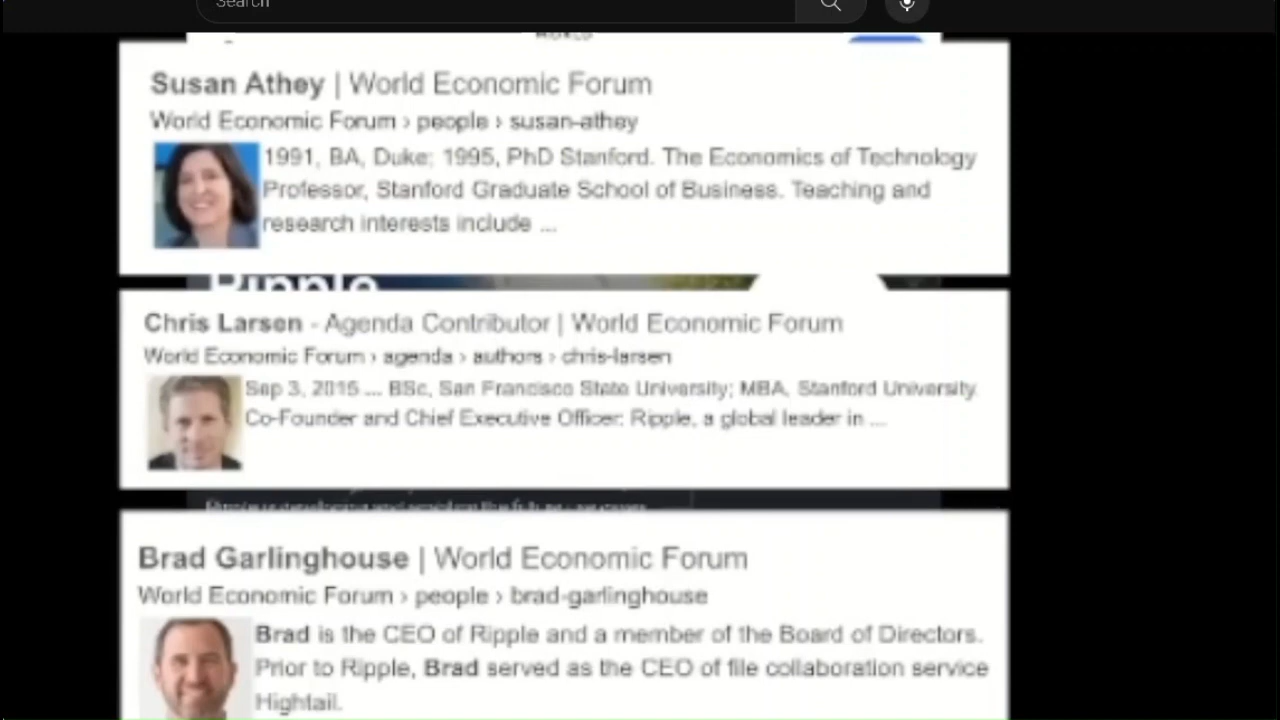 Search
Susan Athey | World Economic Forum
World Economic Forum › people › susan-athey
1991, BA, Duke; 1995, PhD Stanford. The Economics of Technology
Professor, Stanford Graduate School of Business. Teaching and
research interests include ...
Ripple
Chris Larsen - Agenda Contributor | World Economic Forum
World Economic Forum › agenda › authors › chris-larsen
Sep 3, 2015 ... BSc, San Francisco State University; MBA, Stanford University.
Co-Founder and Chief Executive Officer: Ripple, a global leader in ...
Brad Garlinghouse | World Economic Forum
World Economic Forum › people › brad-garlinghouse
Brad is the CEO of Ripple and a member of the Board of Directors.
Prior to Ripple, Brad served as the CEO of file collaboration service
Hightail.